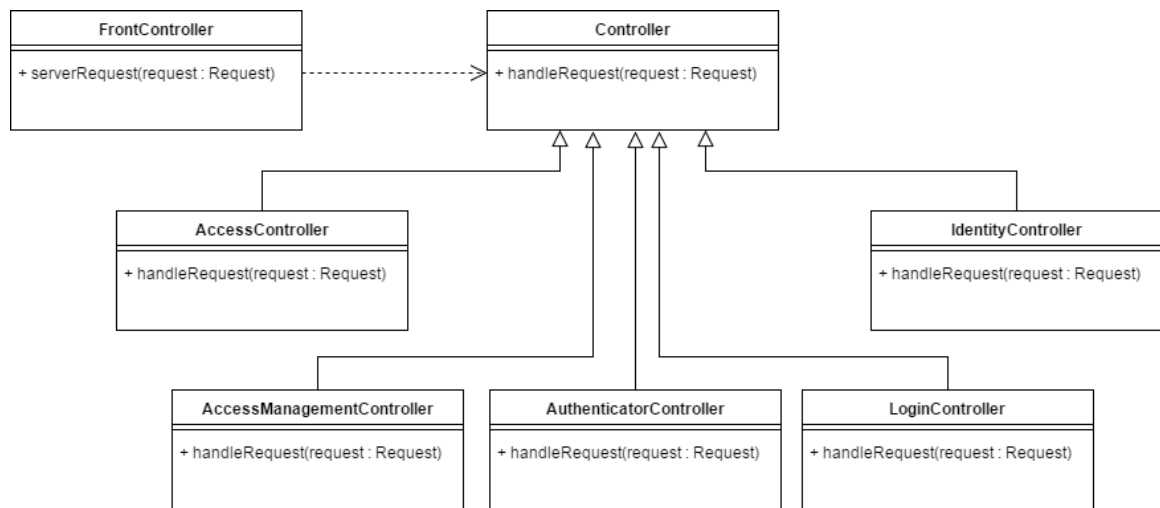 FrontController
+ serverRequest(request : Request)
Controller
+ handleRequest(request : Request)
AccessController
+ handleRequest(request : Request)
IdentityController
+ handleRequest(request : Request)
AccessManagementController
+ handleRequest(request : Request)
AuthenticatorController
+ handleRequest(request : Request)
LoginController
+ handleRequest(request : Request)